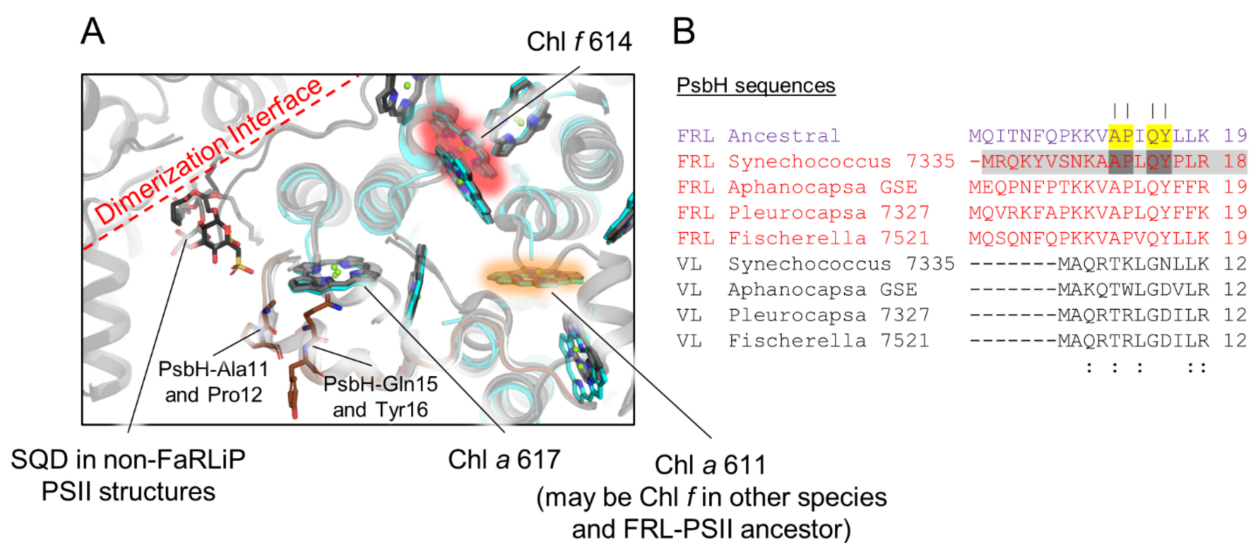 A
Chl f 614
Dimerization Interface
PsbH-Ala11
and Pro12
PsbH-Gln15
and Tyr16
SQD in non-FaRLiP
PSII structures
Chl a 617
Chl a 611
(may be Chl f in other species
and FRL-PSII ancestor)
B
PsbH sequences
|| ||
FRL Ancestral MQITNFQPKKVAPIQYLLK 19
FRL Synechococcus 7335 -MRQKYVSNKAAPLQYPLR 18
FRL Aphanocapsa GSE MEQPNFPTKKVAPLQYFFR 19
FRL Pleurocapsa 7327 MQVRKFAPKKVAPLQYFFK 19
FRL Fischerella 7521 MQSQNFQPKKVAPVQYLLK 19
VL Synechococcus 7335 -------MAQRTKLGNLLK 12
VL Aphanocapsa GSE -------MAKQTWLGDVLR 12
VL Pleurocapsa 7327 -------MAQRTRLGDLLR 12
VL Fischerella 7521 -------MAQRTRLGDILR 12
: : ::